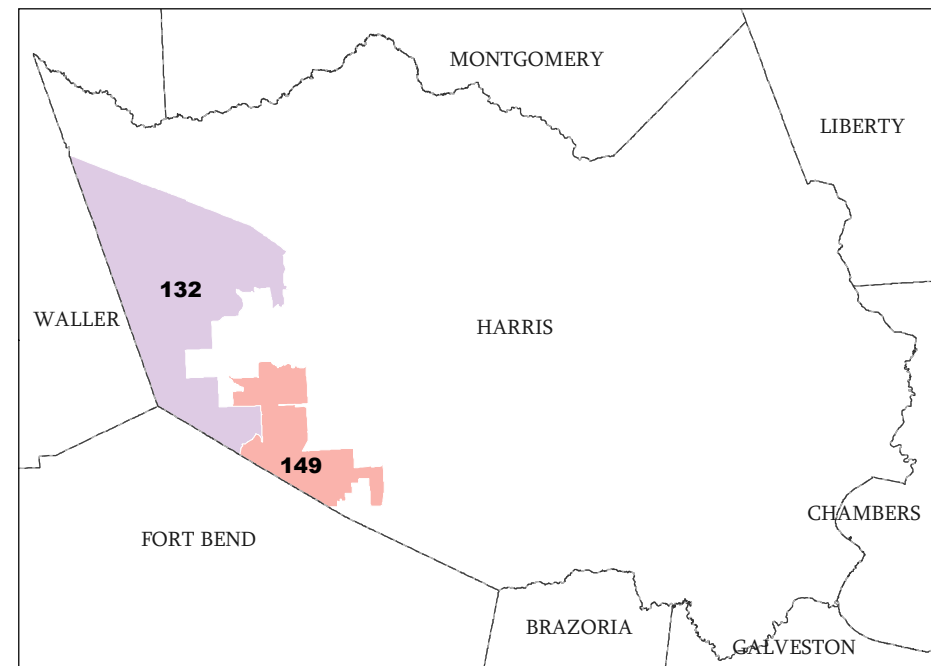 MONTGOMERY
LIBERTY
132
WALLER
HARRIS
149
CHAMBERS
FORT BEND
BRAZORIA
GALVESTON